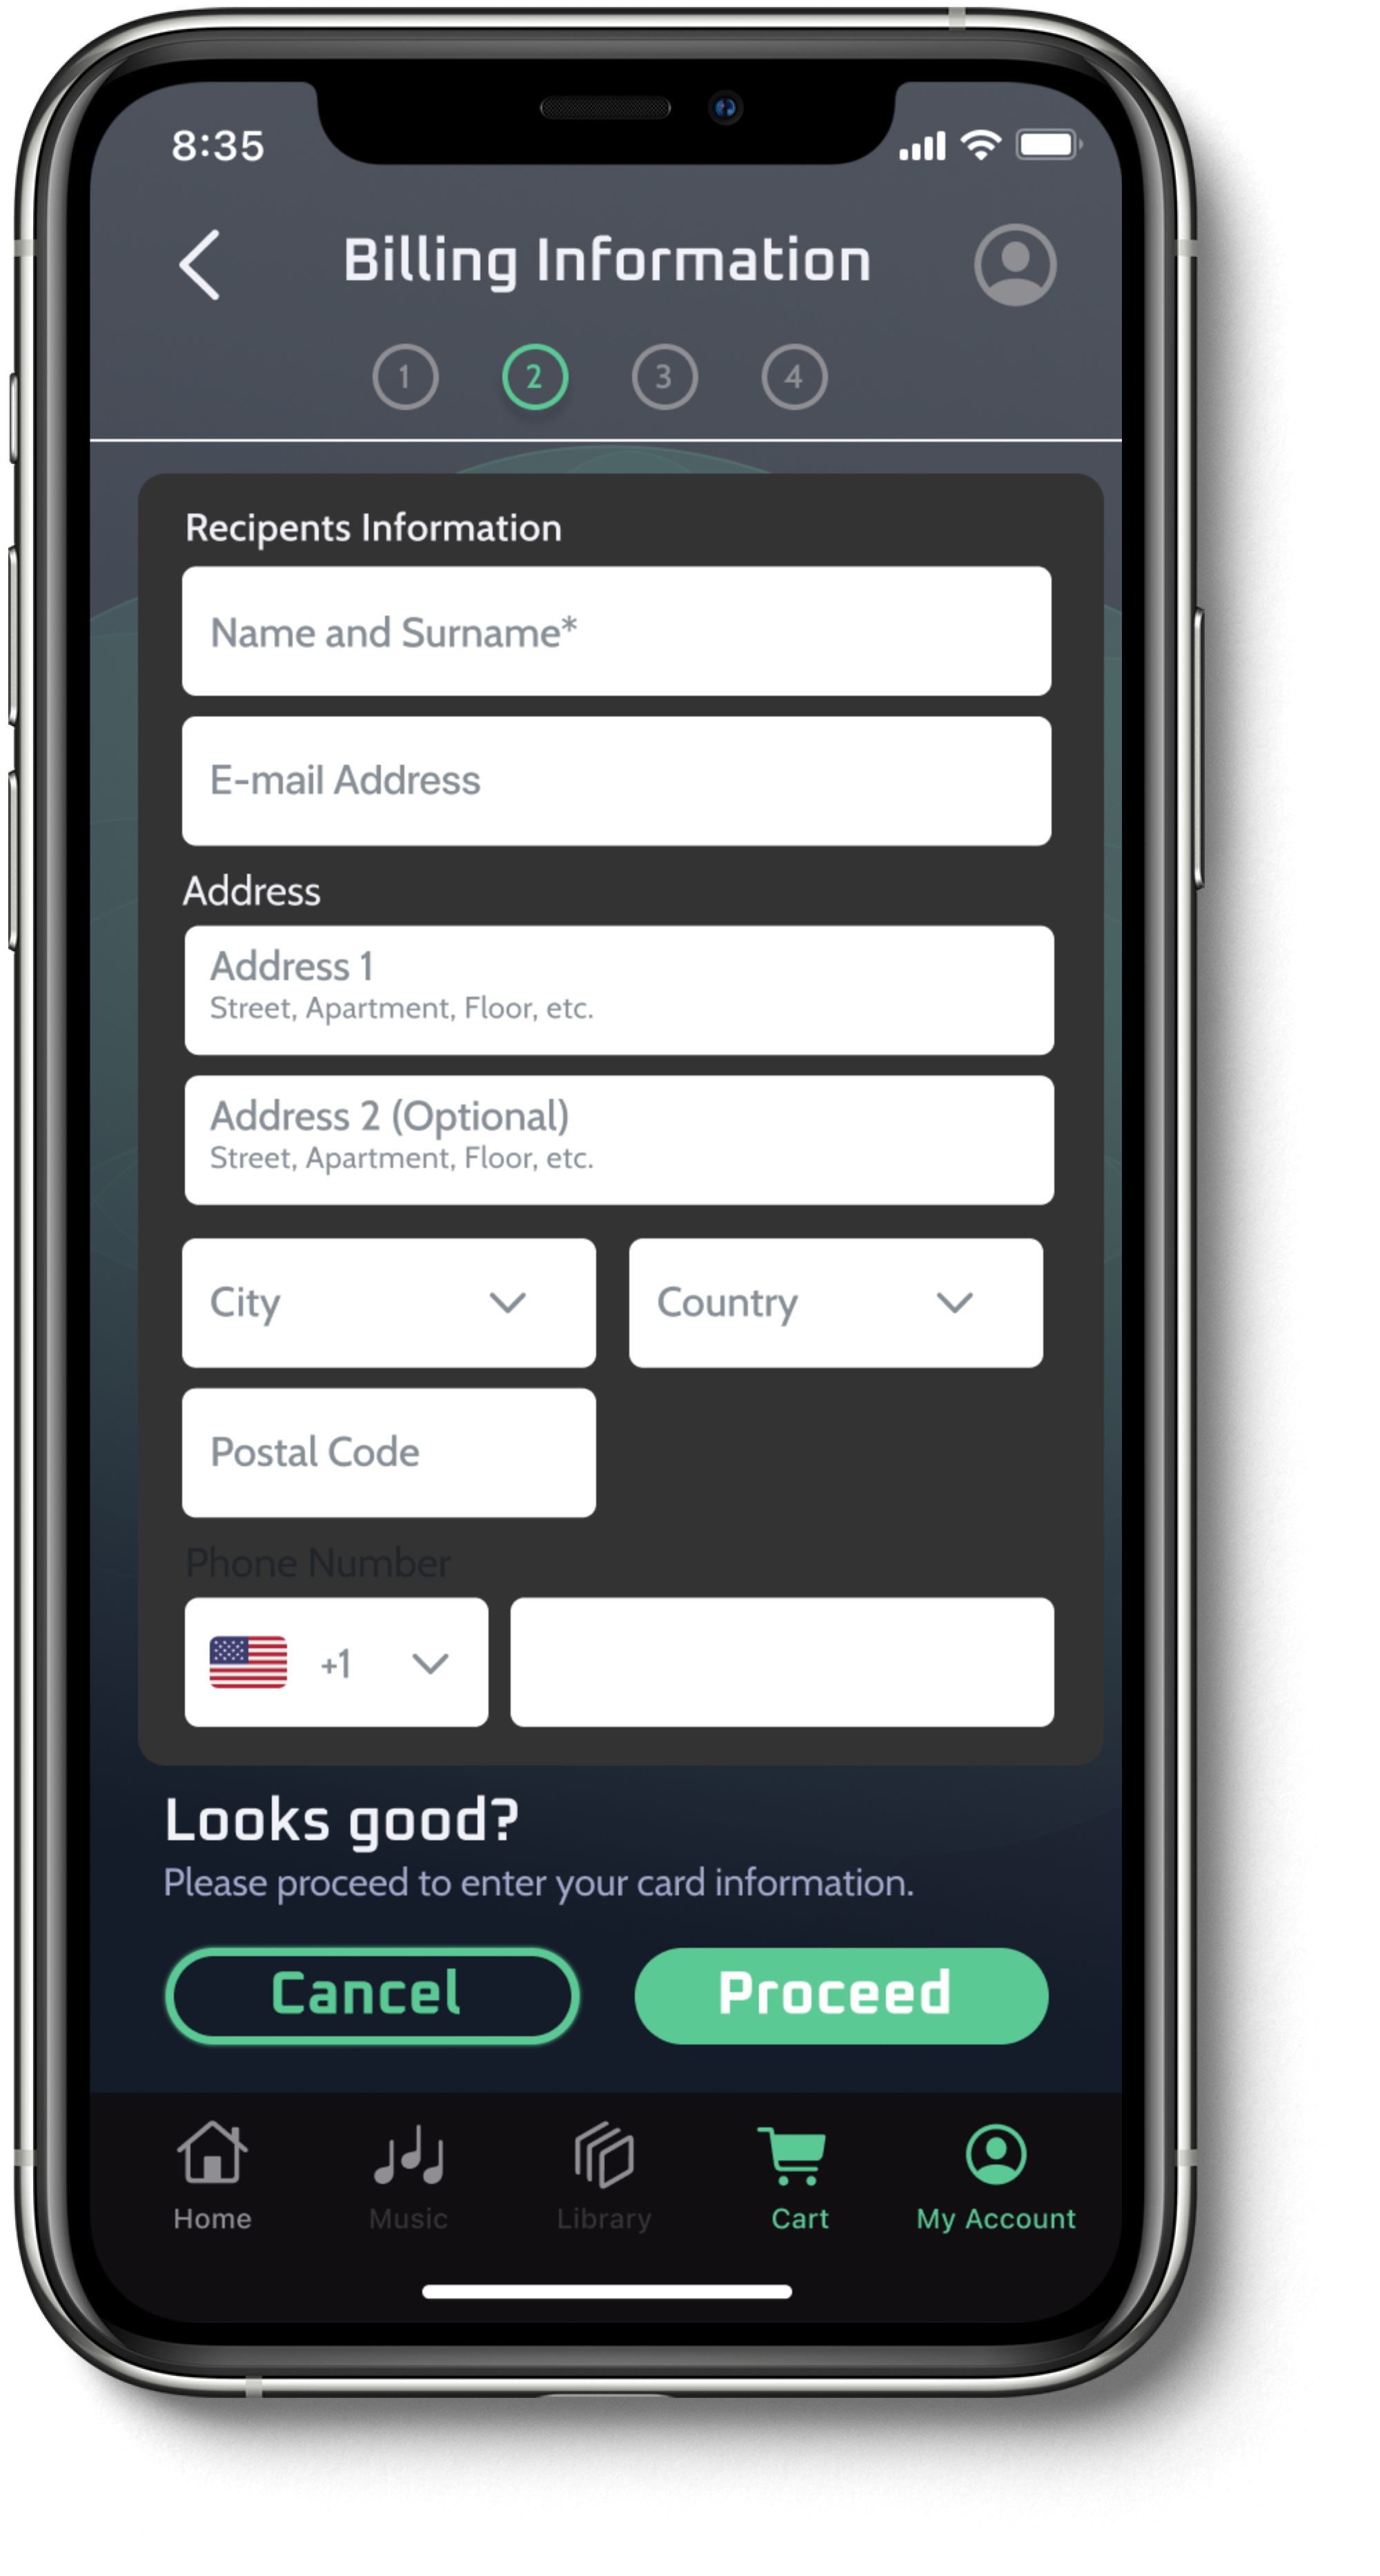 8:35
Billing Information
1 2 3 4
Recipents Information
Name and Surname*
E-mail Address
Address
Address 1
Street, Apartment, Floor, etc.
Address 2 (Optional)
Street, Apartment, Floor, etc.
City Country
Postal Code
Phone Number
+1
Looks good?
Please proceed to enter your card information.
Cancel Proceed
Home Music Library Cart My Account